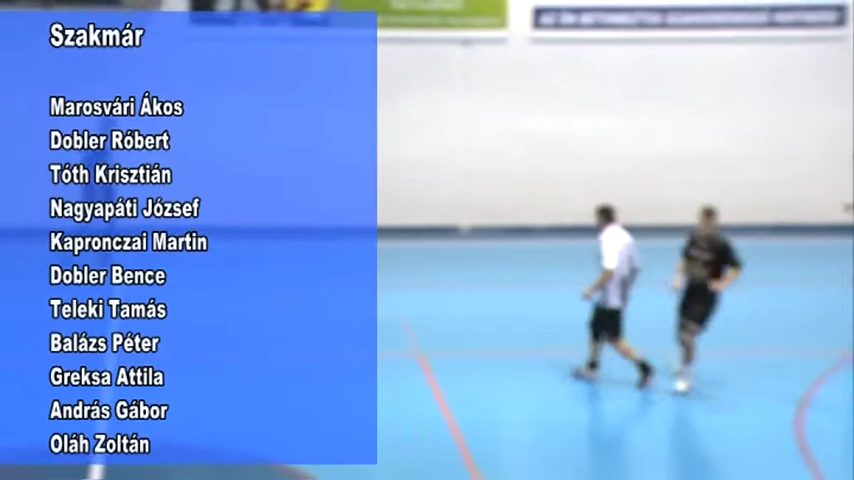 Szakmár
Marosvári Ákos
Dobler Róbert
Tóth Krisztián
Nagyapáti József
Kapronczai Martin
Dobler Bence
Teleki Tamás
Balázs Péter
Greksa Attila
András Gábor
Oláh Zoltán